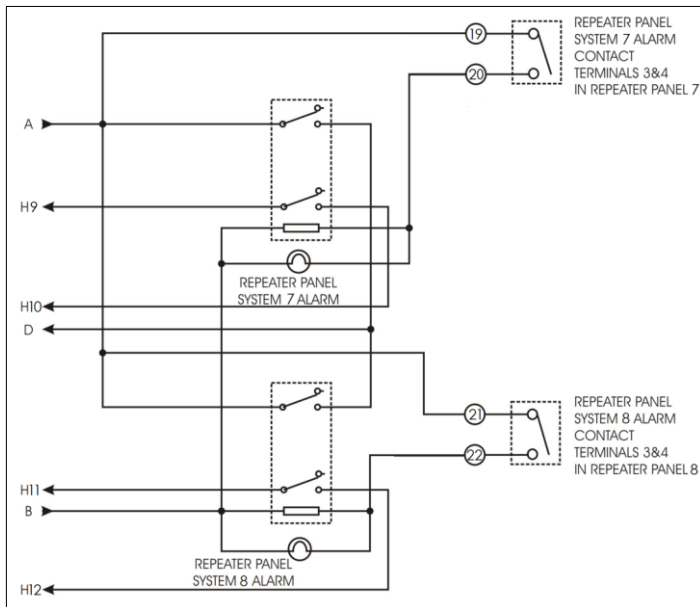 19
REPEATER PANEL
SYSTEM 7 ALARM
CONTACT
TERMINALS 3&4
IN REPEATER PANEL 7
20
A
H9
REPEATER PANEL
SYSTEM 7 ALARM
H10
D
21
REPEATER PANEL
SYSTEM 8 ALARM
CONTACT
TERMINALS 3&4
IN REPEATER PANEL 8
22
H11
B
REPEATER PANEL
SYSTEM 8 ALARM
H12